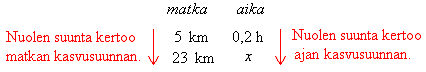 matka aika
Nuolen suunta kertoo 5 km 0,2 h Nuolen suunta kertoo
matkan kasvusuunnan. 23 km x ajan kasvusuunnan.